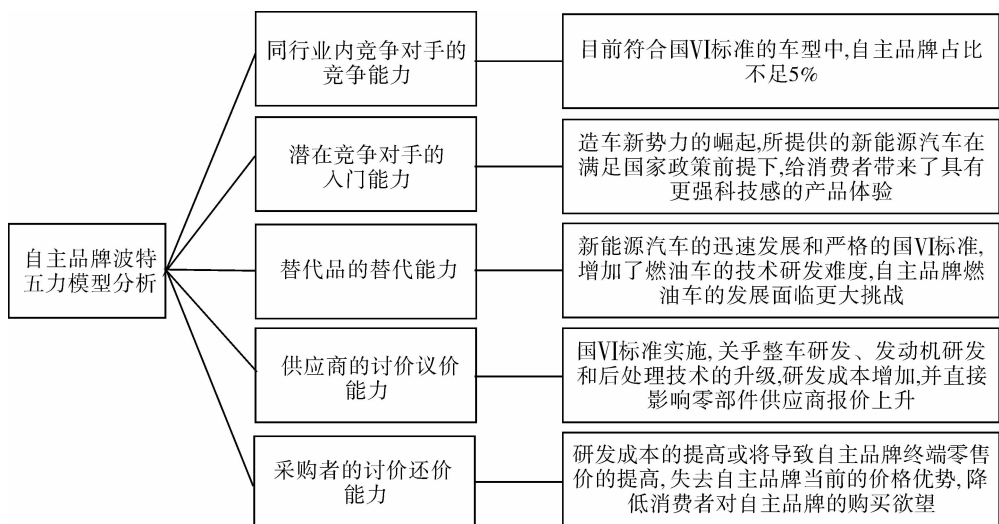 自主品牌波特
五力模型分析
同行业内竞争对手的
竞争能力
目前符合国Ⅵ标准的车型中,自主品牌占比
不足5%
潜在竞争对手的
入门能力
造车新势力的崛起,所提供的新能源汽车在
满足国家政策前提下,给消费者带来了具有
更强科技感的产品体验
替代品的替代能力
新能源汽车的迅速发展和严格的国Ⅵ标准,
增加了燃油车的技术研发难度,自主品牌燃
油车的发展面临更大挑战
供应商的讨价议价
能力
国Ⅵ标准实施, 关乎整车研发、发动机研发
和后处理技术的升级,研发成本增加,并直接
影响零部件供应商报价上升
采购者的讨价还价
能力
研发成本的提高或将导致自主品牌终端零售
价的提高, 失去自主品牌当前的价格优势, 降
低消费者对自主品牌的购买欲望